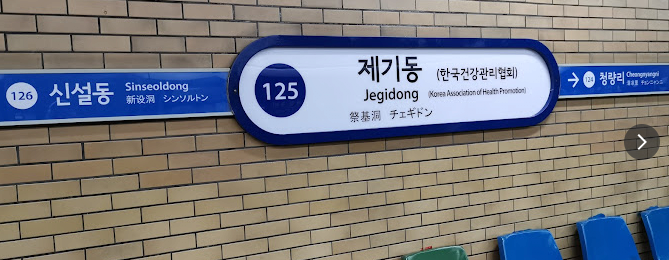 126
신설동
Sinseoldong
新设洞 シンソルトン
125
제기동 (한국건강관리협회)
Jegidong (Korea Association of Health Promotion)
祭基洞 チェギドン
→ 124 청량리 Cheongnyangni